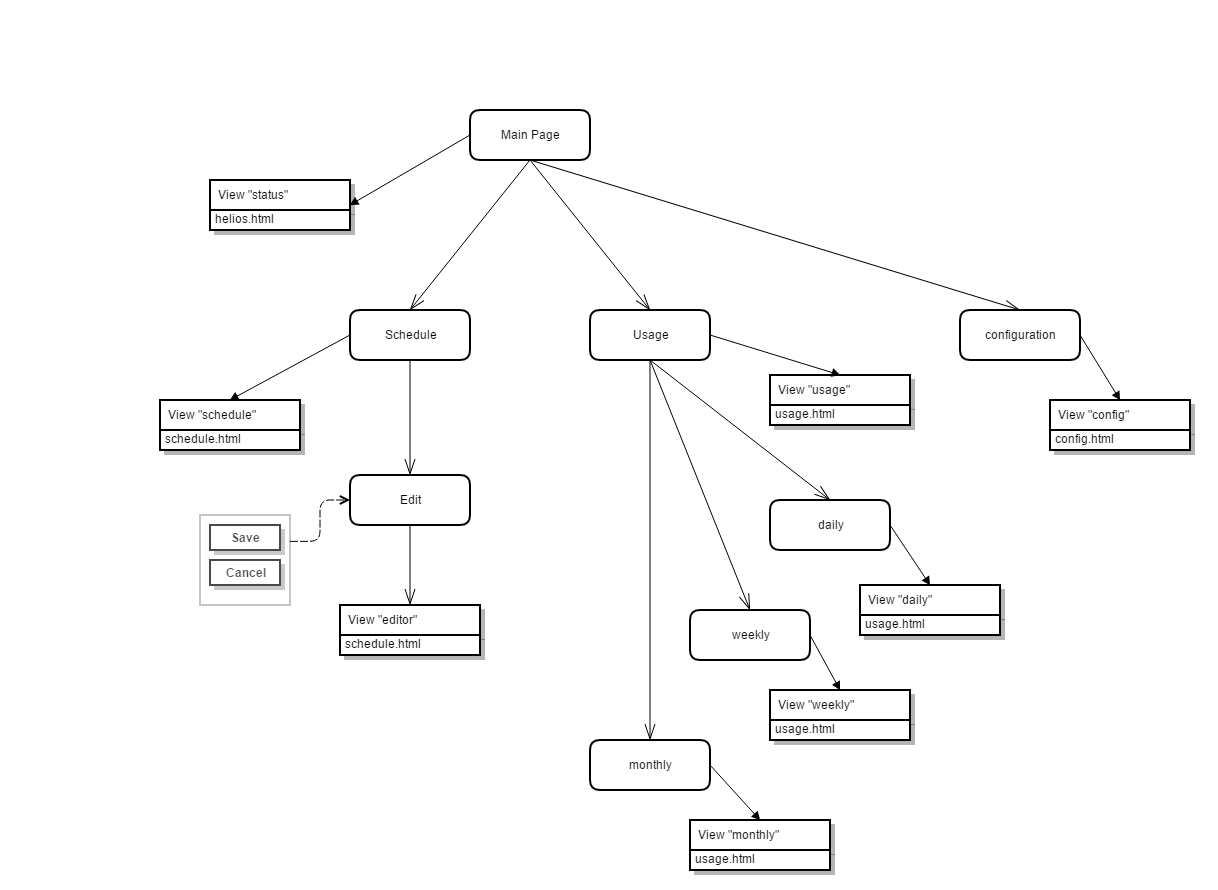 Main Page
View "status"
helios.html
Schedule
Usage
configuration
View "usage"
usage.html
View "schedule"
schedule.html
View "config"
config.html
Edit
daily
Save
Cancel
View "daily"
usage.html
View "editor"
schedule.html
weekly
View "weekly"
usage.html
monthly
View "monthly"
usage.html